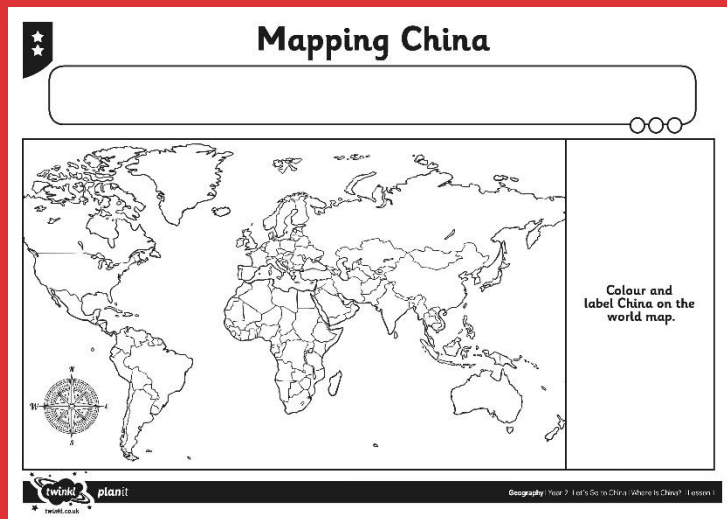 Mapping China
Colour and
label China on the
world map.
N
W
E
S
twinkl planit
twinkl.co.uk
Geography | Year 2 | Let's Go to China | Where Is China? | Lesson 1